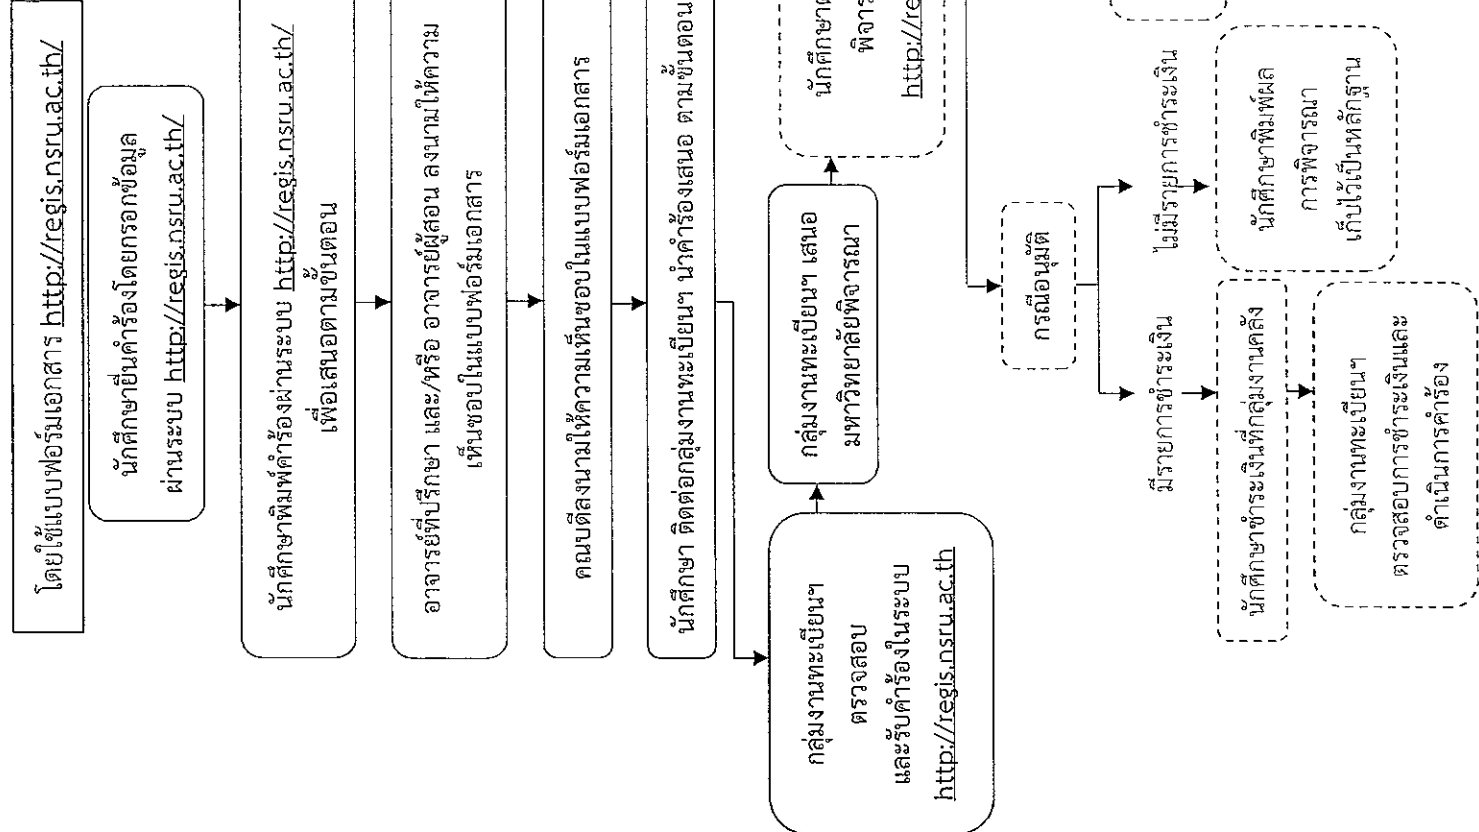 โดยใช้แบบฟอร์มเอกสาร http://regis.nsru.ac.th/
นักศึกษายื่นคำร้องโดยกรอกข้อมูล
ผ่านระบบ http://regis.nsru.ac.th/
นักศึกษาพิมพ์คำร้องผ่านระบบ http://regis.nsru.ac.th/
เพื่อเสนอตามขั้นตอน
อาจารย์ที่ปรึกษา และ/หรือ อาจารย์ผู้สอน ลงนามให้ความ
เห็นชอบในแบบฟอร์มเอกสาร
คณบดีลงนามให้ความเห็นชอบในแบบฟอร์มเอกสาร
นักศึกษา ติดต่อกลุ่มงานทะเบียนฯ นำคำร้องเสนอ ตามขั้นตอน
กลุ่มงานทะเบียนฯ
ตรวจสอบ
และรับคำร้องในระบบ
http://regis.nsru.ac.th
กลุ่มงานทะเบียนฯ เสนอ
มหาวิทยาลัยพิจารณา
นักศึกษา
พิจาร
http://re
กรณีอนุมัติ
มีรายการชำระเงิน
ไม่มีรายการชำระเงิน
นักศึกษาชำระเงินที่กลุ่มงานคลัง
กลุ่มงานทะเบียนฯ
ตรวจสอบการชำระเงินและ
ดำเนินการคำร้อง
นักศึกษาพิมพ์ผล
การพิจารณา
เก็บไว้เป็นหลักฐาน